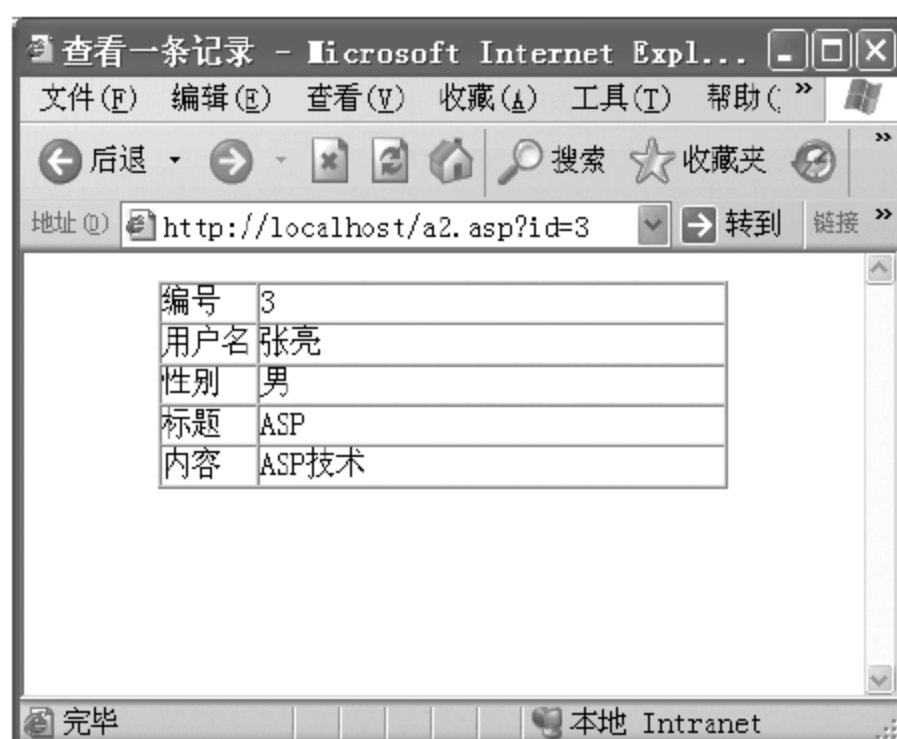 查看一条记录 - Microsoft Internet Expl...
文件(F) 编辑(E) 查看(V) 收藏(A) 工具(T) 帮助( »
后退 搜索 收藏夹 »
地址(D) http://localhost/a2.asp?id=3 转到 链接 »
编号 3
用户名 张亮
性别 男
标题 ASP
内容 ASP技术
完毕 本地 Intranet